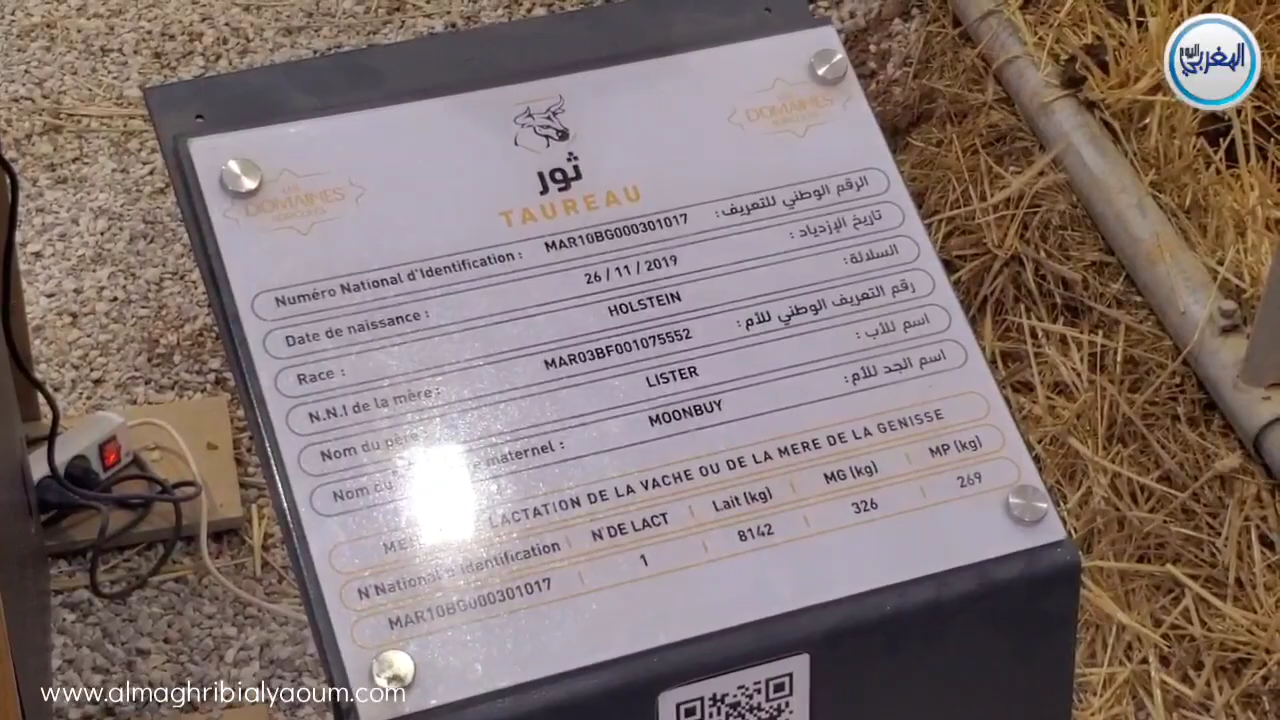 المغربي اليوم
DOMAINES
DOMAINES
ثور
TAUREAU
Numéro National d'Identification : MAR10BG000301017 الرقم الوطني للتعريف :
Date de naissance : 26 / 11 / 2019 تاريخ الإزدياد :
Race : HOLSTEIN السلالة:
N.N.I de la mère: MAR03BF001075552 رقم التعريف الوطني للأم:
Nom du père LISTER اسم للأب :
Nom du maternel : MOONBUY اسم الجد للأم:
LACTATION DE LA VACHE OU DE LA MERE DE LA GENISSE
N°National d'Identification N°DE LACT Lait (kg) MG (kg) MP (kg)
MAR10BG000301017 1 8142 326 269
www.almaghribialyaoum.com